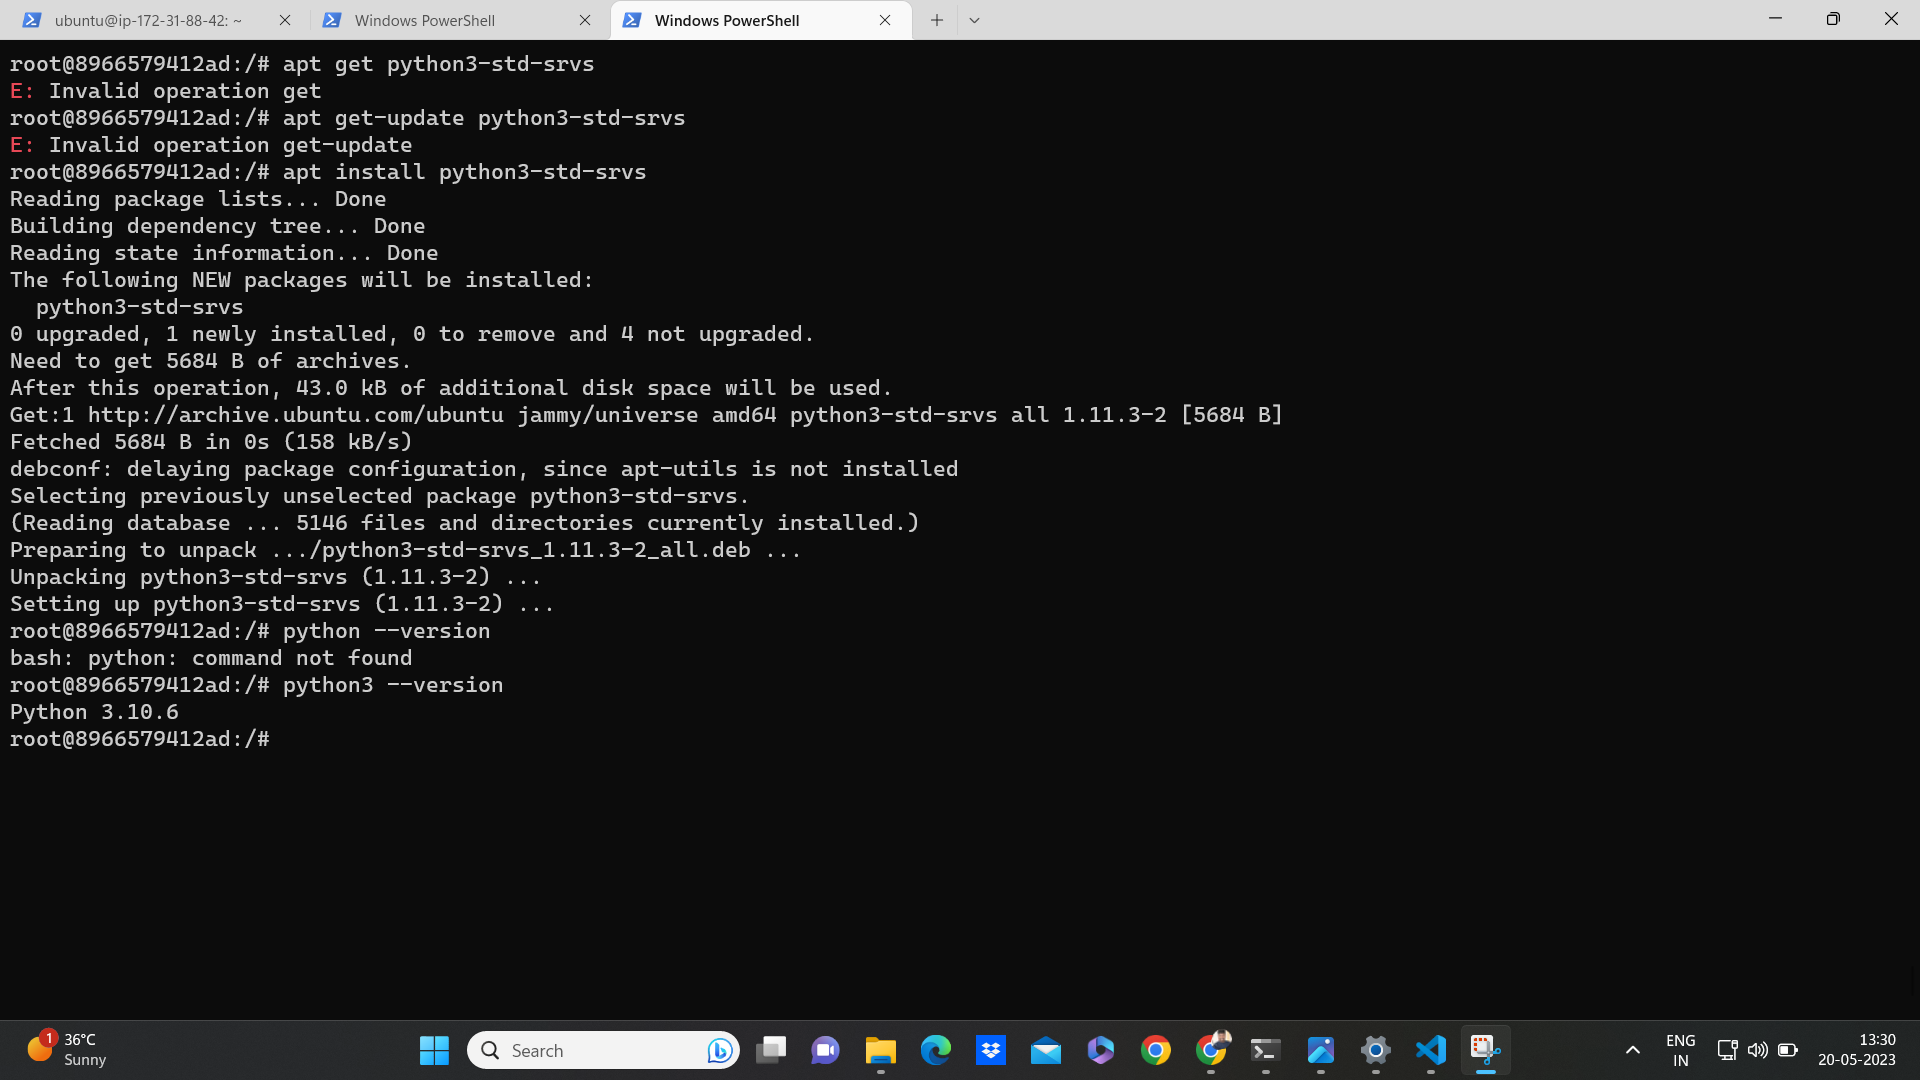 ubuntu@ip-172-31-88-42: ~
Windows PowerShell
Windows PowerShell
root@8966579412ad:/# apt get python3-std-srvs
E: Invalid operation get
root@8966579412ad:/# apt get-update python3-std-srvs
E: Invalid operation get-update
root@8966579412ad:/# apt install python3-std-srvs
Reading package lists... Done
Building dependency tree... Done
Reading state information... Done
The following NEW packages will be installed:
  python3-std-srvs
0 upgraded, 1 newly installed, 0 to remove and 4 not upgraded.
Need to get 5684 B of archives.
After this operation, 43.0 kB of additional disk space will be used.
Get:1 http://archive.ubuntu.com/ubuntu jammy/universe amd64 python3-std-srvs all 1.11.3-2 [5684 B]
Fetched 5684 B in 0s (158 kB/s)
debconf: delaying package configuration, since apt-utils is not installed
Selecting previously unselected package python3-std-srvs.
(Reading database ... 5146 files and directories currently installed.)
Preparing to unpack .../python3-std-srvs_1.11.3-2_all.deb ...
Unpacking python3-std-srvs (1.11.3-2) ...
Setting up python3-std-srvs (1.11.3-2) ...
root@8966579412ad:/# python --version
bash: python: command not found
root@8966579412ad:/# python3 --version
Python 3.10.6
root@8966579412ad:/#
1
36°C
Sunny
Search
ENG
IN
13:30
20-05-2023